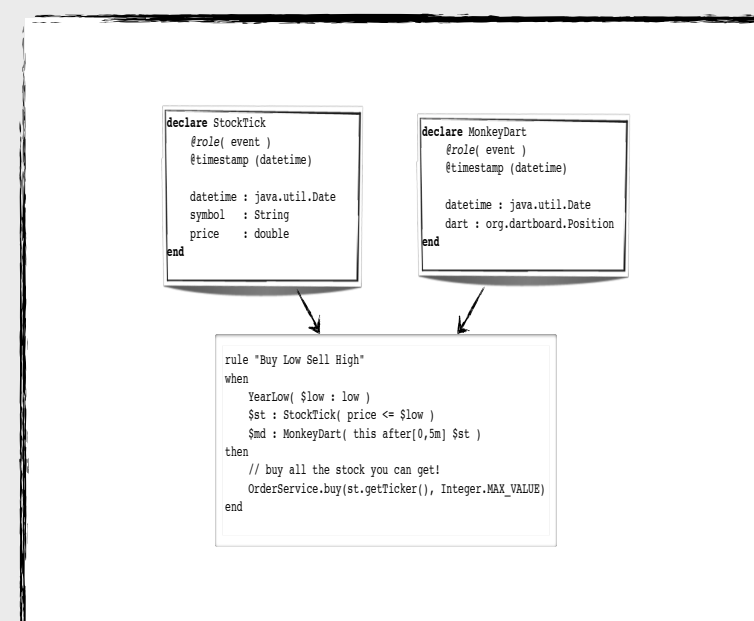 declare StockTick
@role( event )
@timestamp (datetime)
datetime : java.util.Date
symbol : String
price : double
end
declare MonkeyDart
@role( event )
@timestamp (datetime)
datetime : java.util.Date
dart : org.dartboard.Position
end
rule "Buy Low Sell High"
when
YearLow( $low : low )
$st : StockTick( price <= $low )
$md : MonkeyDart( this after[0,5m] $st )
then
// buy all the stock you can get!
OrderService.buy(st.getTicker(), Integer.MAX_VALUE)
end